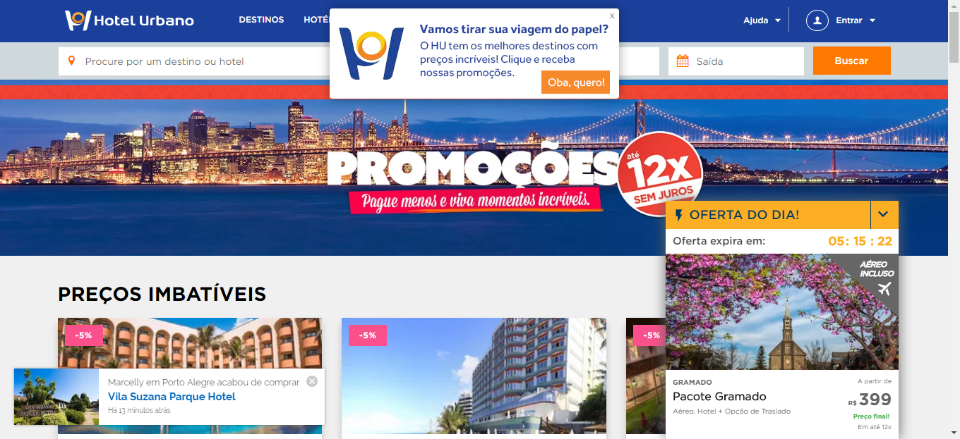 Hotel Urbano
DESTINOS
Ajuda
Entrar
x
Vamos tirar sua viagem do papel?
O HU tem os melhores destinos com
preços incríveis! Clique e receba
nossas promoções.
Oba, quero!
Procure por um destino ou hotel
Saída
Buscar
PROMOÇÕES
Pague menos e viva momentos incríveis.
até
12x
SEM JUROS
OFERTA DO DIA!
Oferta expira em: 05: 15 : 22
AÉREO
INCLUSO
GRAMADO
Pacote Gramado
Aéreo, Hotel + Opção de Traslado
A partir de
R$ 399
Preço final!
Em até 12x
PREÇOS IMBATÍVEIS
-5%
-5%
-5%
Marcelly em Porto Alegre acabou de comprar
Vila Suzana Parque Hotel
Há 13 minutos atrás